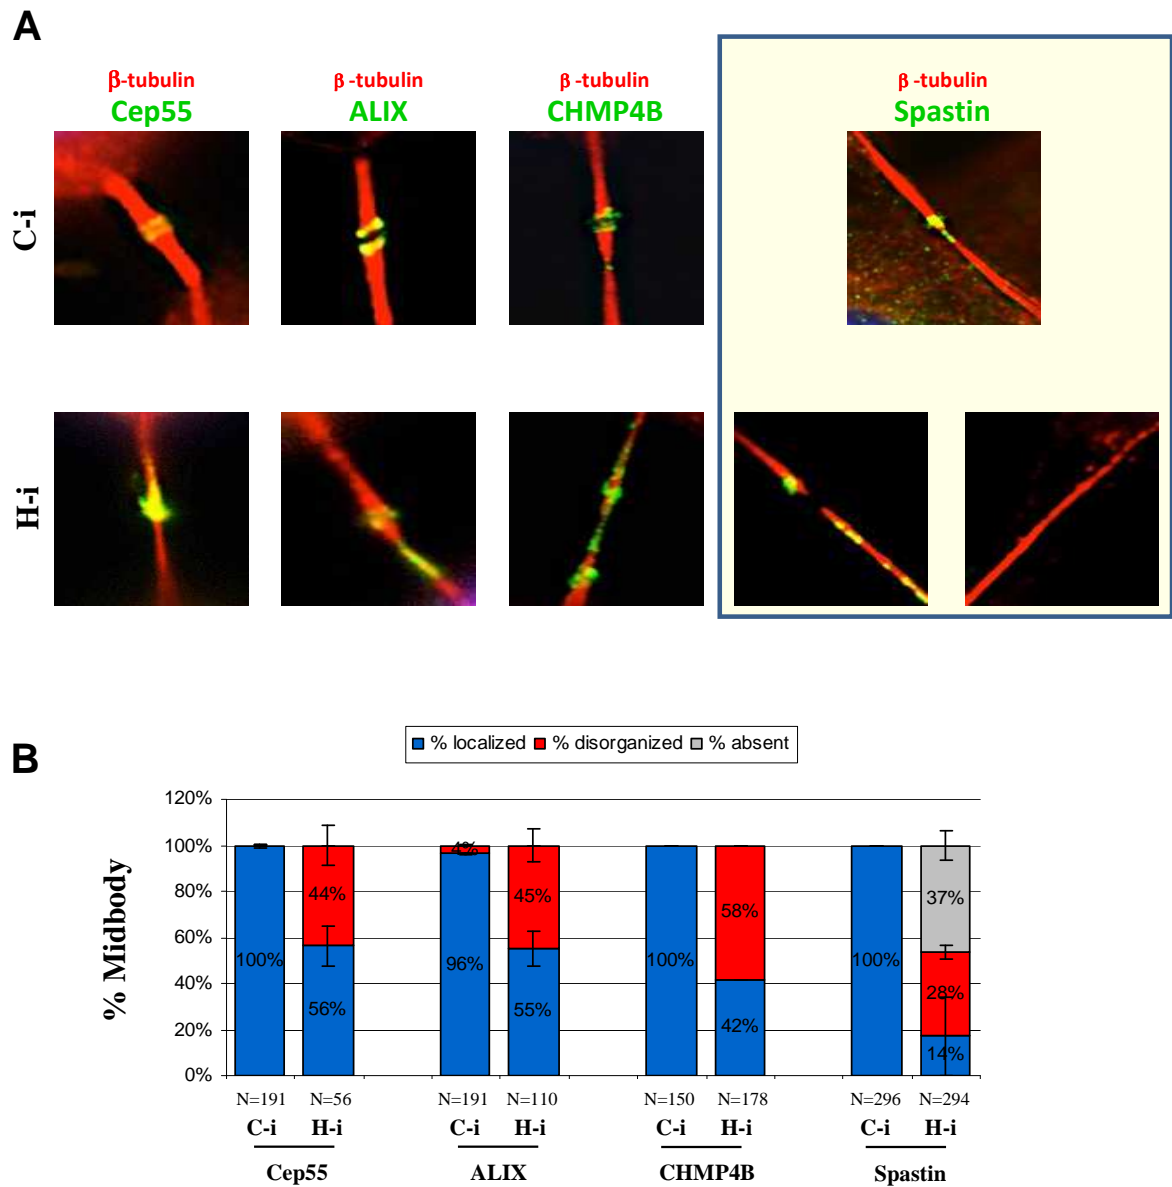 A
β-tubulin
Cep55
β -tubulin
ALIX
β -tubulin
CHMP4B
β -tubulin
Spastin
C-i
H-i
B
% localized % disorganized % absent
% Midbody
120%
100%
80%
60%
40%
20%
0%
100%
44%
56%
4%
96%
45%
55%
100%
58%
42%
100%
37%
28%
14%
N=191 N=56 N=191 N=110 N=150 N=178 N=296 N=294
C-i H-i C-i H-i C-i H-i C-i H-i
Cep55 ALIX CHMP4B Spastin